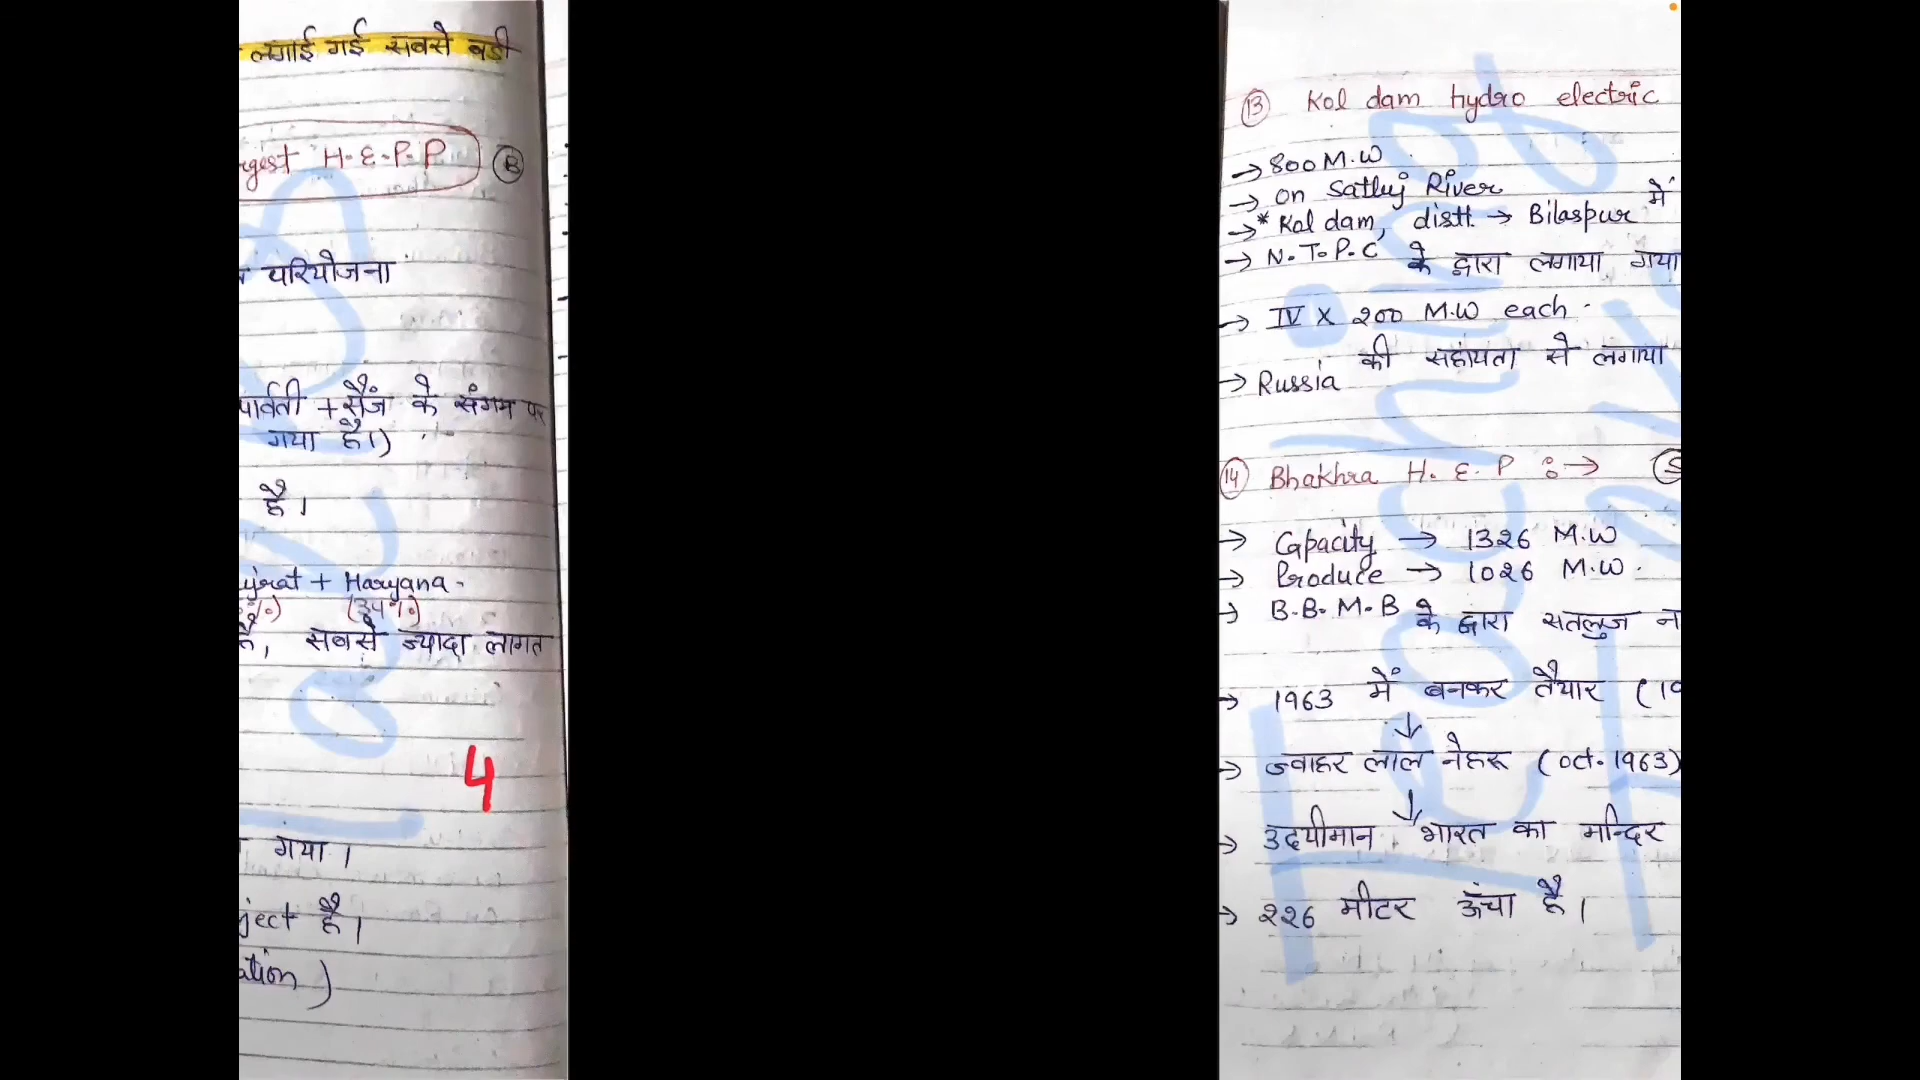 लगाई गई सबसे बडी
gest H.E.P.P B
परियोजना
पार्वती + सैंज के संगम पर
गया है।)
है।
+ Haryana -
(34%)
सबसे ज्यादा लागत
4
गया।
ject है।
ation)
13 Kol dam hydro electric
→ 800 M.W
→ on Satluj River
→ * Kol dam, distt. → Bilaspur में
→ N.T.P.C के द्वारा लगाया गया
→ IV X 200 M.W each -
→ Russia की सहायता से लगाया
14 Bhakhra H.E.P :→ S
→ Capacity → 1326 M.W
→ Produce → 1026 M.W.
→ B.B.M.B के द्वारा सतलुज न
→ 1963 में बनकर तैयार (
↓
→ ज्वाहर लाल नेहरू (oct. 1963)
↓
→ उदयीमान भारत का मन्दिर
→ 226 मीटर ऊँचा है।